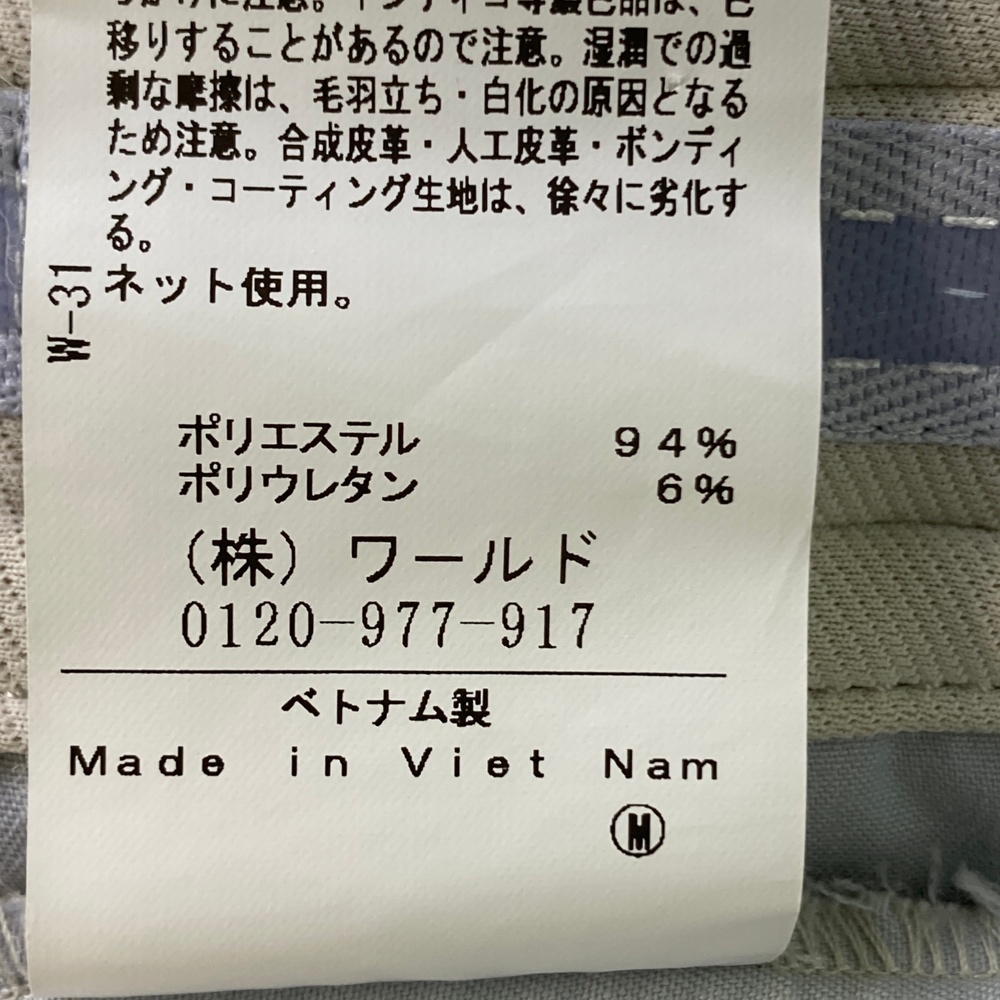 移りすることがあるので注意。湿潤での過
剰な摩擦は、毛羽立ち・白化の原因となる
ため注意。合成皮革・人工皮革・ボンディ
ング・コーティング生地は、徐々に劣化す
る。
ネット使用。
W-31
ポリエステル 94%
ポリウレタン 6%
(株) ワールド
0120-977-917
ベトナム製
Made in Viet Nam
M